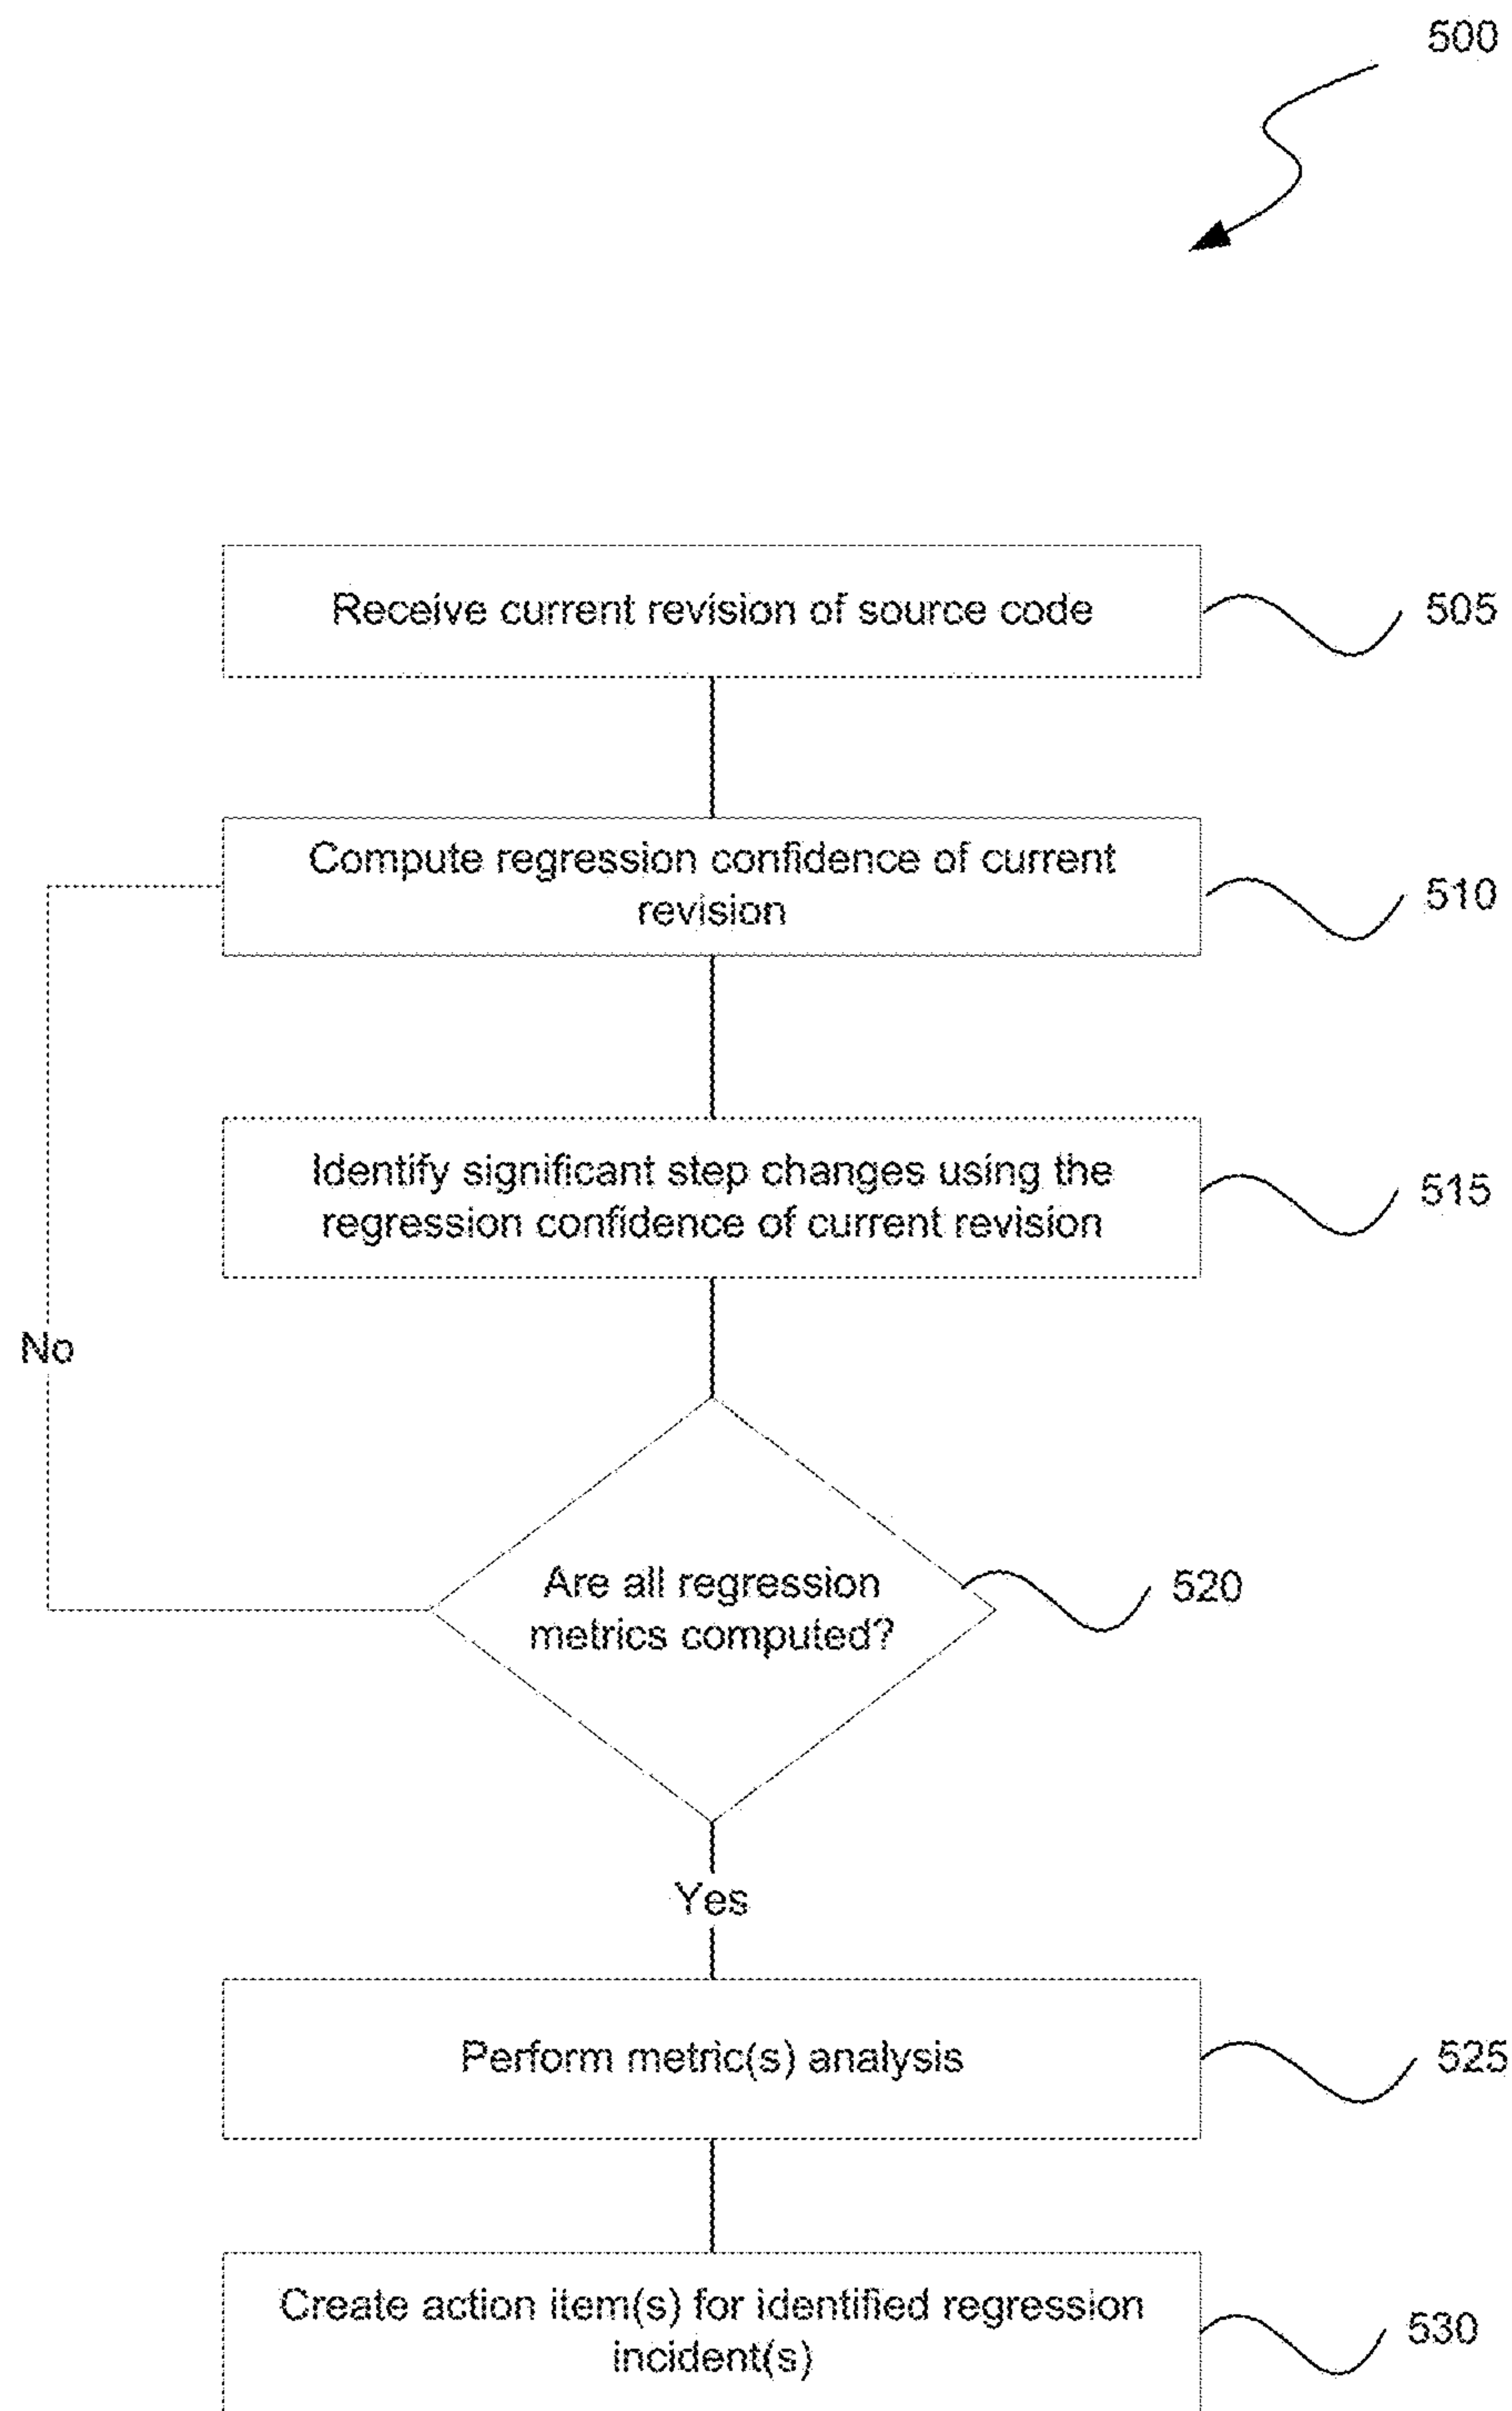 500
Receive current revision of source code
505
Compute regression confidence of current
revision
510
Identify significant step changes using the
regression confidence of current revision
515
No
Are all regression
metrics computed?
520
Yes
Perform metric(s) analysis
525
Create action item(s) for identified regression
incident(s)
530